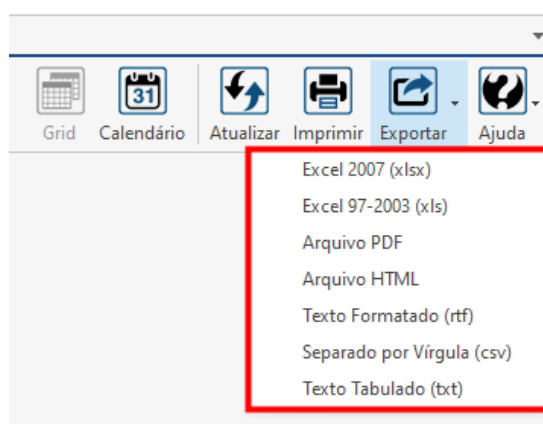 31
Grid Calendário Atualizar Imprimir Exportar Ajuda
Excel 2007 (xlsx)
Excel 97-2003 (xls)
Arquivo PDF
Arquivo HTML
Texto Formatado (rtf)
Separado por Vírgula (csv)
Texto Tabulado (txt)